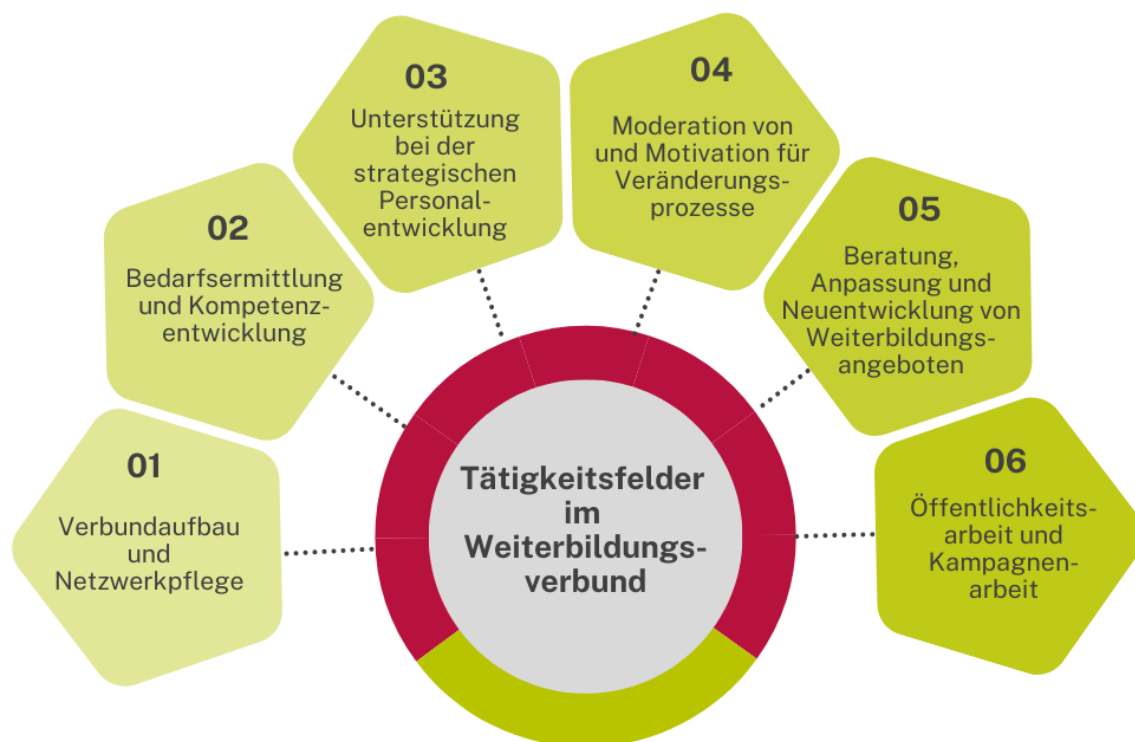 01
Verbundaufbau
und
Netzwerkpflege
02
Bedarfsermittlung
und Kompetenz-
entwicklung
03
Unterstützung
bei der
strategischen
Personal-
entwicklung
04
Moderation von
und Motivation für
Veränderungs-
prozesse
05
Beratung,
Anpassung und
Neuentwicklung von
Weiterbildungs-
angeboten
06
Öffentlichkeits-
arbeit und
Kampagnen-
arbeit
Tätigkeitsfelder
im
Weiterbildungs-
verbund